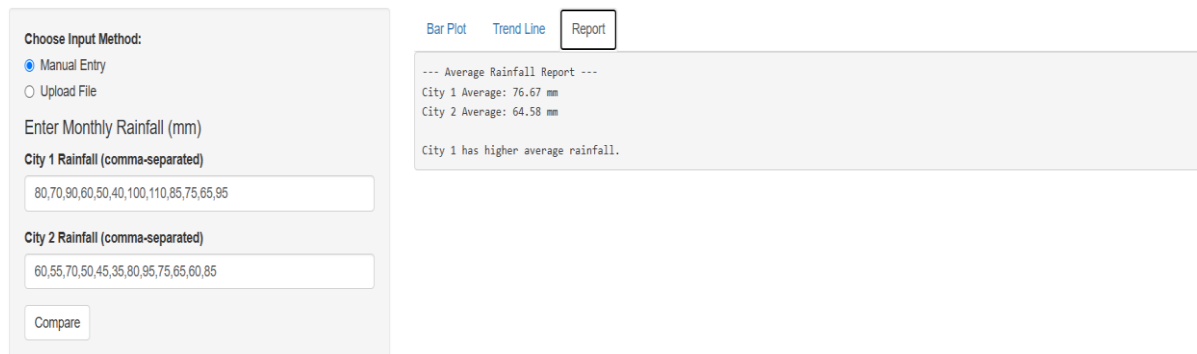 Choose Input Method:
Manual Entry
Upload File
Enter Monthly Rainfall (mm)
City 1 Rainfall (comma-separated)
80,70,90,60,50,40,100,110,85,75,65,95
City 2 Rainfall (comma-separated)
60,55,70,50,45,35,80,95,75,65,60,85
Compare
Bar Plot Trend Line Report
--- Average Rainfall Report ---
City 1 Average: 76.67 mm
City 2 Average: 64.58 mm
City 1 has higher average rainfall.